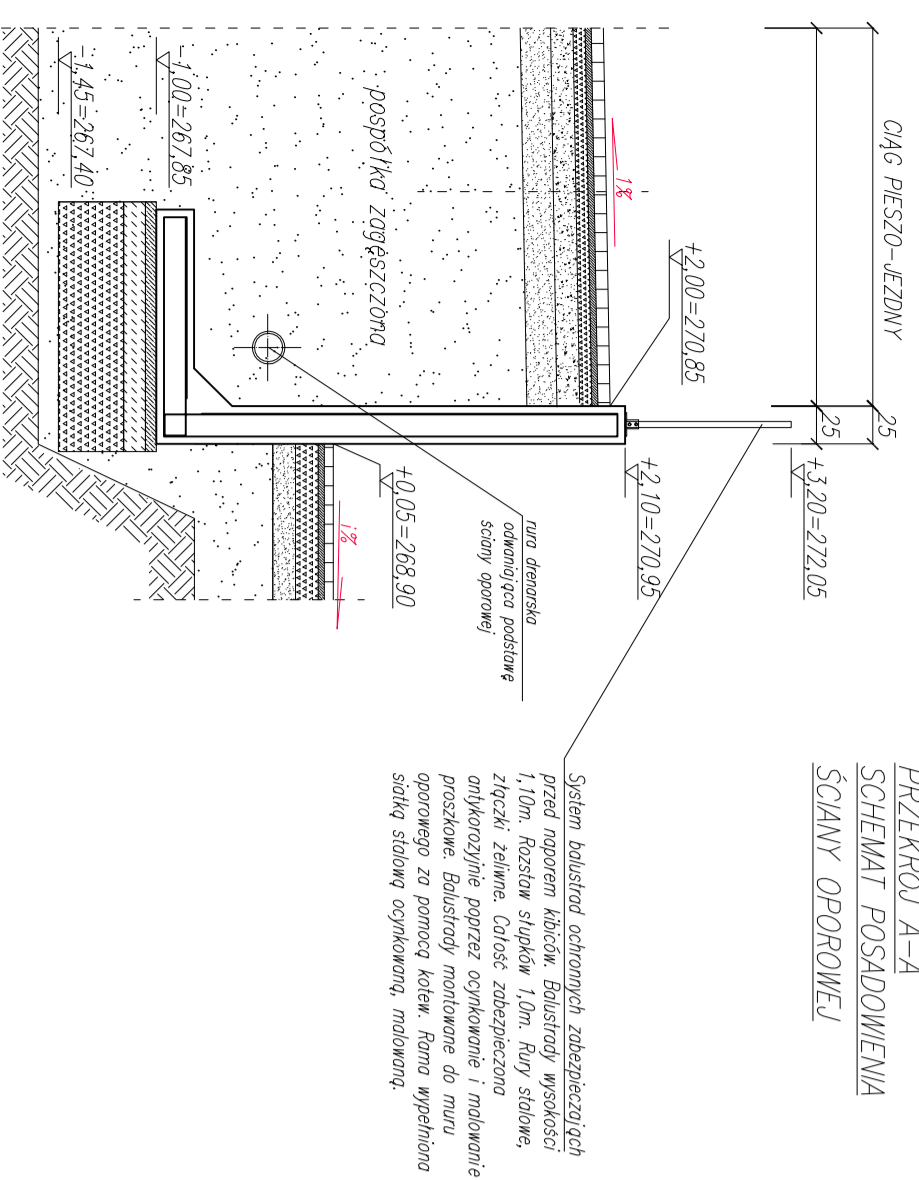 PRZEKRÓJ A-A
SCHEMAT POSADOWIENIA
ŚCIANY OPOROWEJ
CIĄG PIESZO-JEZDNY
25
25
+3,20=272,05
+2,10=270,95
+2,00=270,85
1%
+0,05=268,90
1%
pospółka zagęszczona
-1,00=267,85
-1,45=267,40
rura drenarska
odwaniająca podstawę
ściany oporowej
System balustrad ochronnych zabezpieczających
przed naporem kibiców. Balustrady wysokości
1,10m. Rozstaw słupków 1,0m. Rury stalowe,
złączki żeliwne. Całość zabezpieczona
antykorozyjnie poprzez ocynkowanie i malowanie
proszkowe. Balustrady montowane do muru
oporowego za pomocą kotew. Rama wypełniona
siatką stalową ocynkowaną, malowaną.